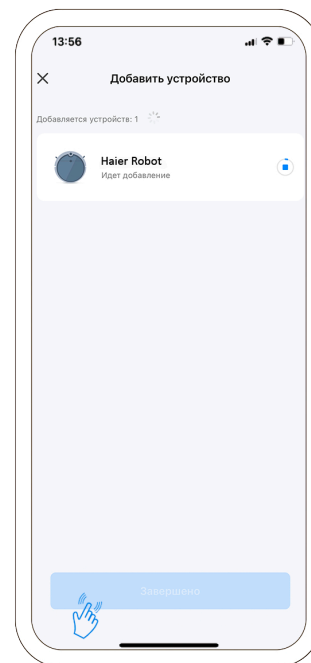 13:56
Добавить устройство
Добавляется устройств: 1
Haier Robot
Идет добавление
Завершено